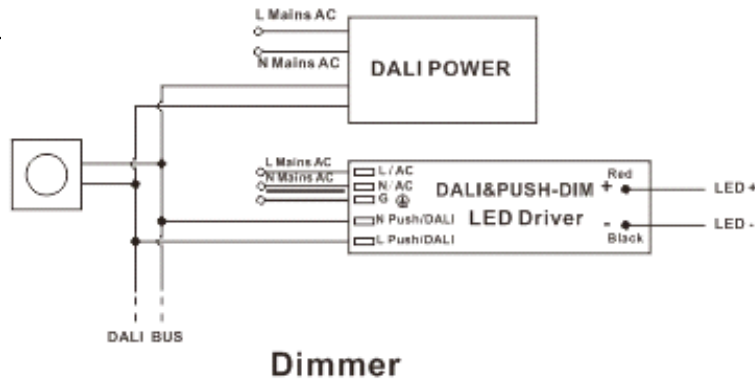 L Mains AC
N Mains AC
DALI POWER
L Mains AC
N Mains AC
L / AC
N/ AC
G
N Push/DALI
L Push/DALI
DALI&PUSH-DIM
LED Driver
Red
+
-
Black
LED +
LED -
DALI BUS
Dimmer